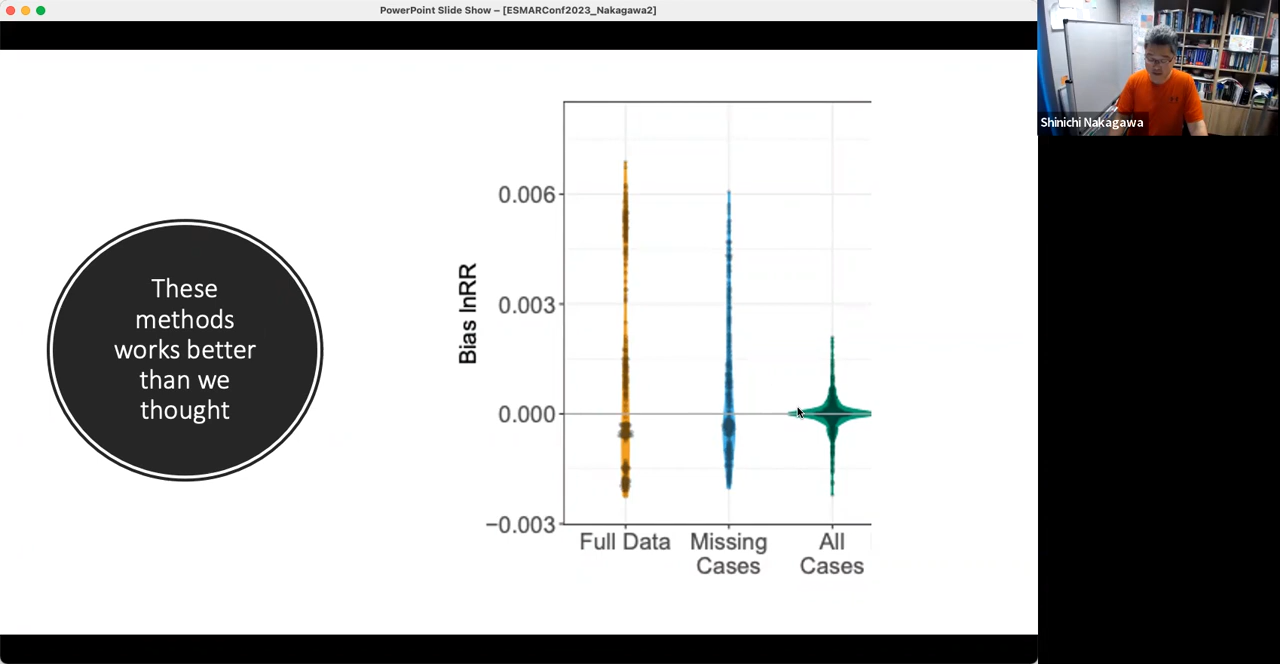 PowerPoint Slide Show – [ESMARConf2023_Nakagawa2]
Shinichi Nakagawa
These
methods
works better
than we
thought
Bias lnRR
0.006
0.003
0.000
−0.003
Full Data
Missing
Cases
All
Cases